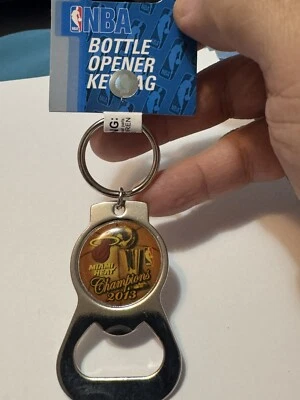 NBA
BOTTLE
OPENER
KEYTAG
MIAMI
HEAT
Champions
2013